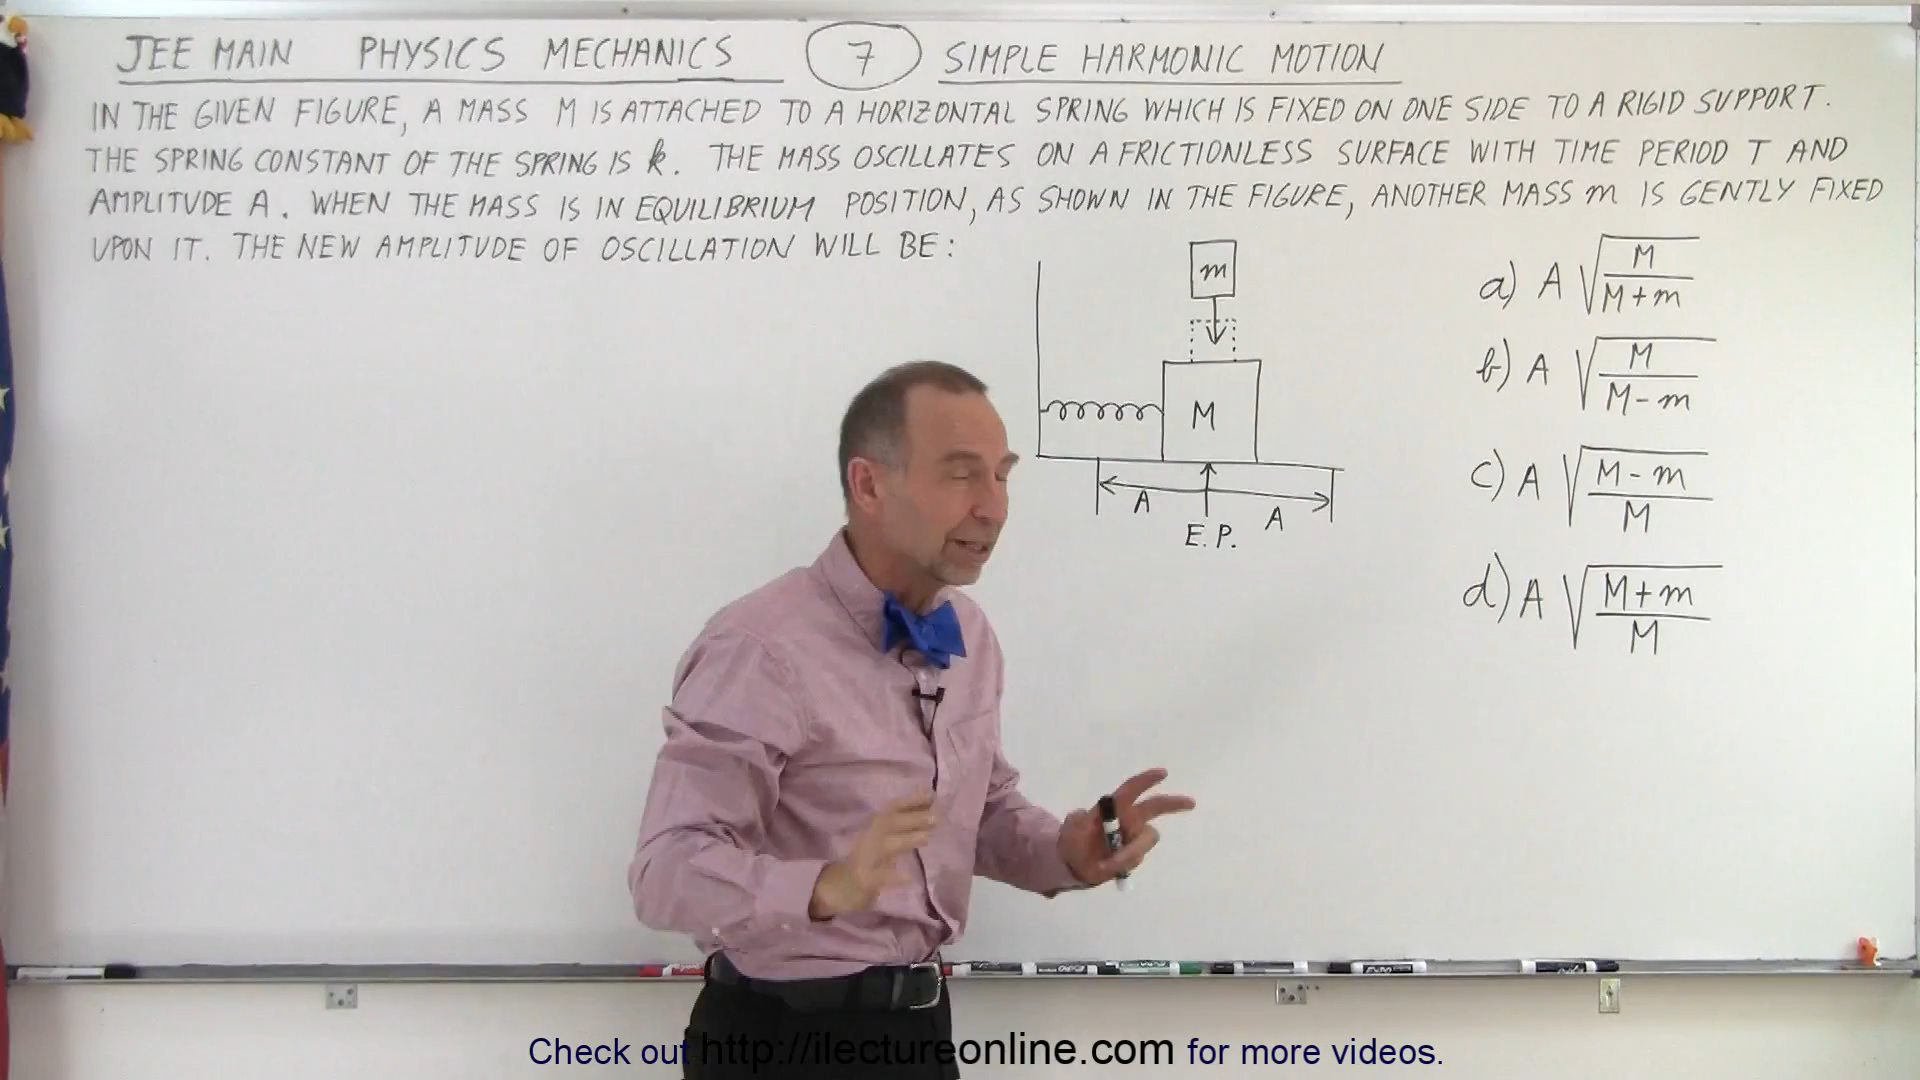 JEE MAIN PHYSICS MECHANICS 7 SIMPLE HARMONIC MOTION
IN THE GIVEN FIGURE, A MASS M IS ATTACHED TO A HORIZONTAL SPRING WHICH IS FIXED ON ONE SIDE TO A RIGID SUPPORT.
THE SPRING CONSTANT OF THE SPRING IS k. THE MASS OSCILLATES ON A FRICTIONLESS SURFACE WITH TIME PERIOD T AND
AMPLITUDE A. WHEN THE MASS IS IN EQUILIBRIUM POSITION, AS SHOWN IN THE FIGURE, ANOTHER MASS m IS GENTLY FIXED
UPON IT. THE NEW AMPLITUDE OF OSCILLATION WILL BE:
m
M
A
A
E.P.
a) A √(M/(M+m))
b) A √(M/(M-m))
c) A √((M-m)/M)
d) A √((M+m)/M)
Check out http://ilectureonline.com for more videos.